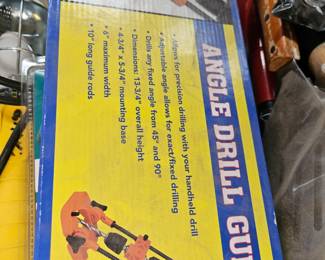 ANGLE DRILL GU
• Allows for precision drilling with your handheld drill
• Adjustable angle allows for exact/fixed drilling
• Drills any fixed angle from 45° and 90°
• Dimensions: 13-3/4" overall height
• 4-3/4" x 5-3/4" mounting base
• 6" maximum width
• 10" long guide rods